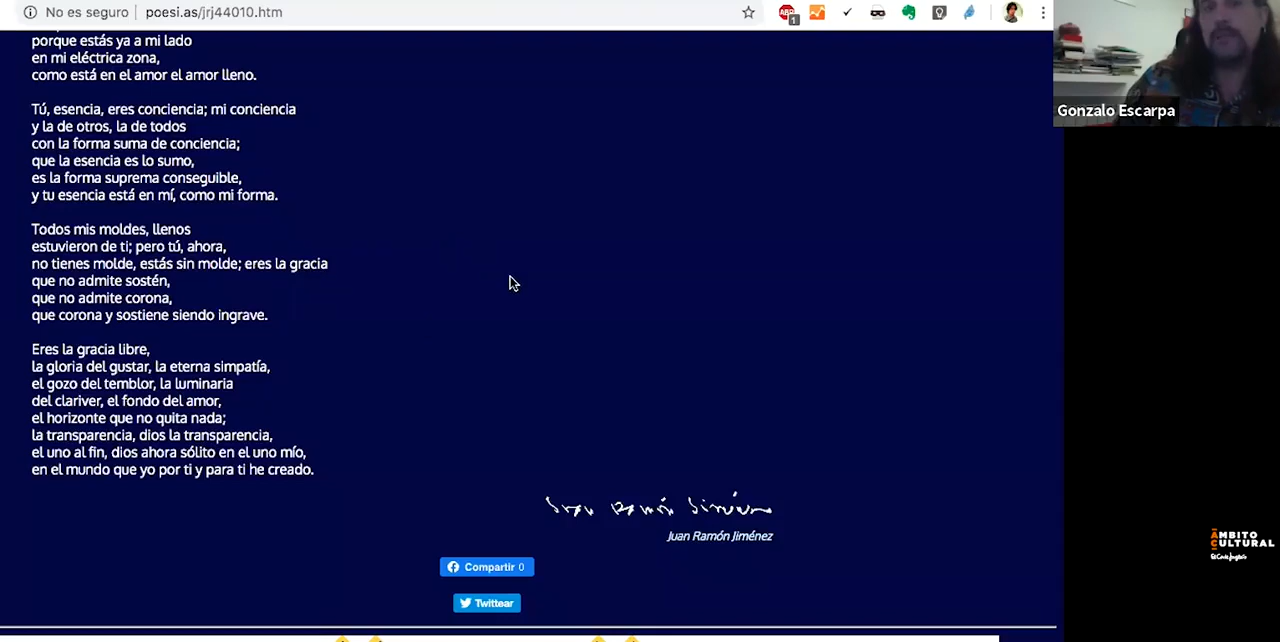 No es seguro
poesi.as/jrj44010.htm
ABP
1
porque estás ya a mi lado
en mi eléctrica zona,
como está en el amor el amor lleno.
Tú, esencia, eres conciencia; mi conciencia
y la de otros, la de todos
con la forma suma de conciencia;
que la esencia es lo sumo,
es la forma suprema conseguible,
y tu esencia está en mí, como mi forma.
Todos mis moldes, llenos
estuvieron de ti; pero tú, ahora,
no tienes molde, estás sin molde; eres la gracia
que no admite sostén,
que no admite corona,
que corona y sostiene siendo ingrave.
Eres la gracia libre,
la gloria del gustar, la eterna simpatía,
el gozo del temblor, la luminaria
del clariver, el fondo del amor,
el horizonte que no quita nada;
la transparencia, dios la transparencia,
el uno al fin, dios ahora sólito en el uno mío,
en el mundo que yo por ti y para ti he creado.
Juan Ramón Jiménez
Juan Ramón Jiménez
Compartir 0
Twittear
Gonzalo Escarpa
ÁMBITO
CULTURAL
El Corte Inglés